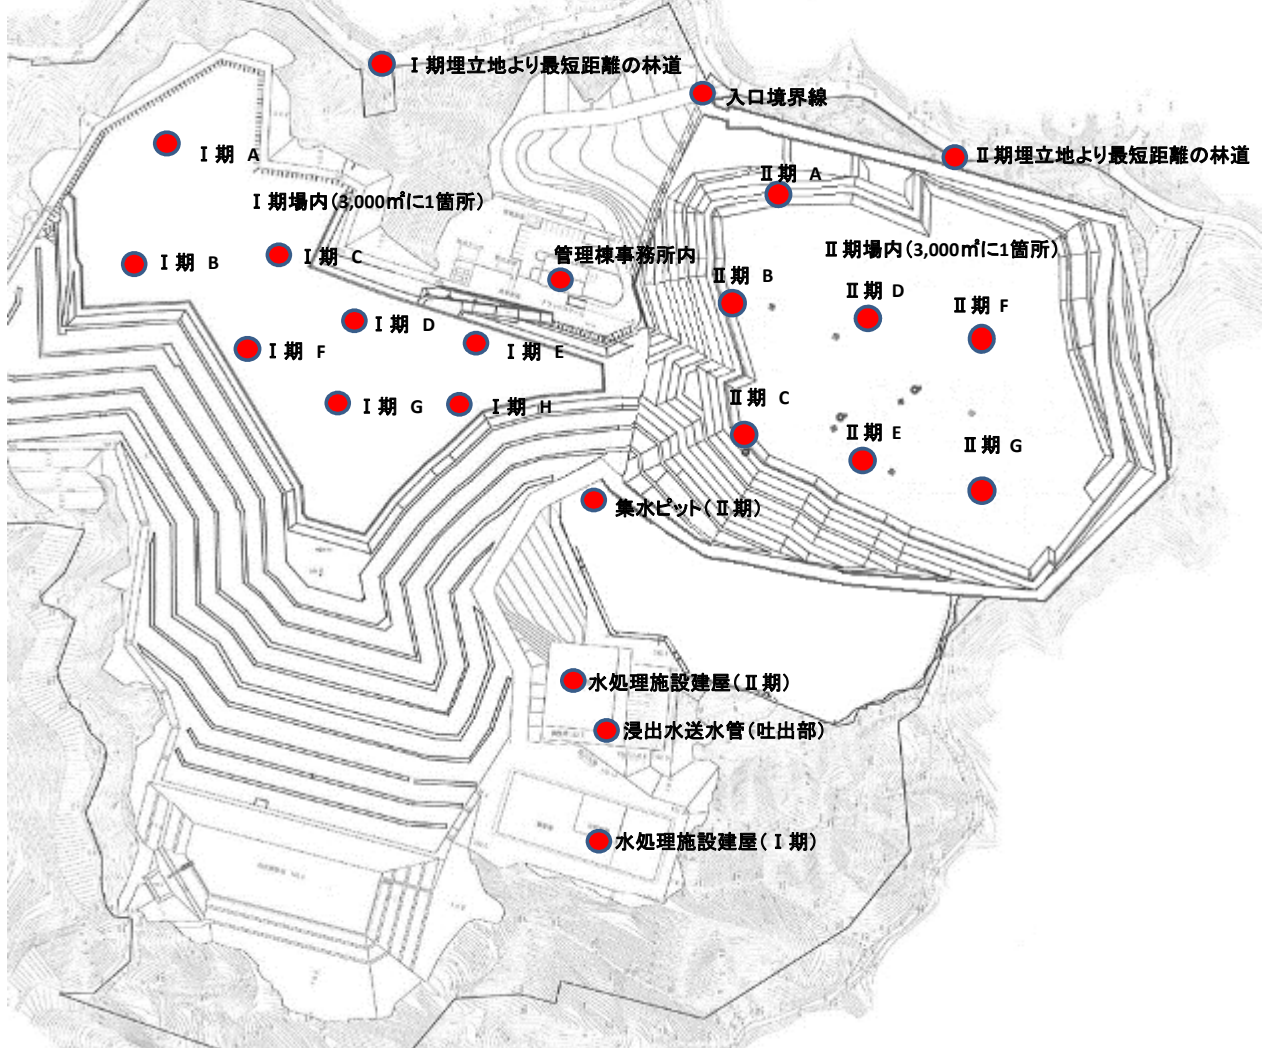 Ⅰ期埋立地より最短距離の林道
入口境界線
Ⅰ期 A
Ⅱ期埋立地より最短距離の林道
Ⅱ期 A
Ⅰ期場内(3,000㎡に1箇所)
Ⅰ期 B
Ⅰ期 C
管理棟事務所内
Ⅱ期場内(3,000㎡に1箇所)
Ⅱ期 B
Ⅱ期 D
Ⅱ期 F
Ⅰ期 D
Ⅰ期 F
Ⅰ期 E
Ⅰ期 G
Ⅰ期 H
Ⅱ期 C
Ⅱ期 E
Ⅱ期 G
集水ピット(Ⅱ期)
水処理施設建屋(Ⅱ期)
浸出水送水管(吐出部)
水処理施設建屋(Ⅰ期)